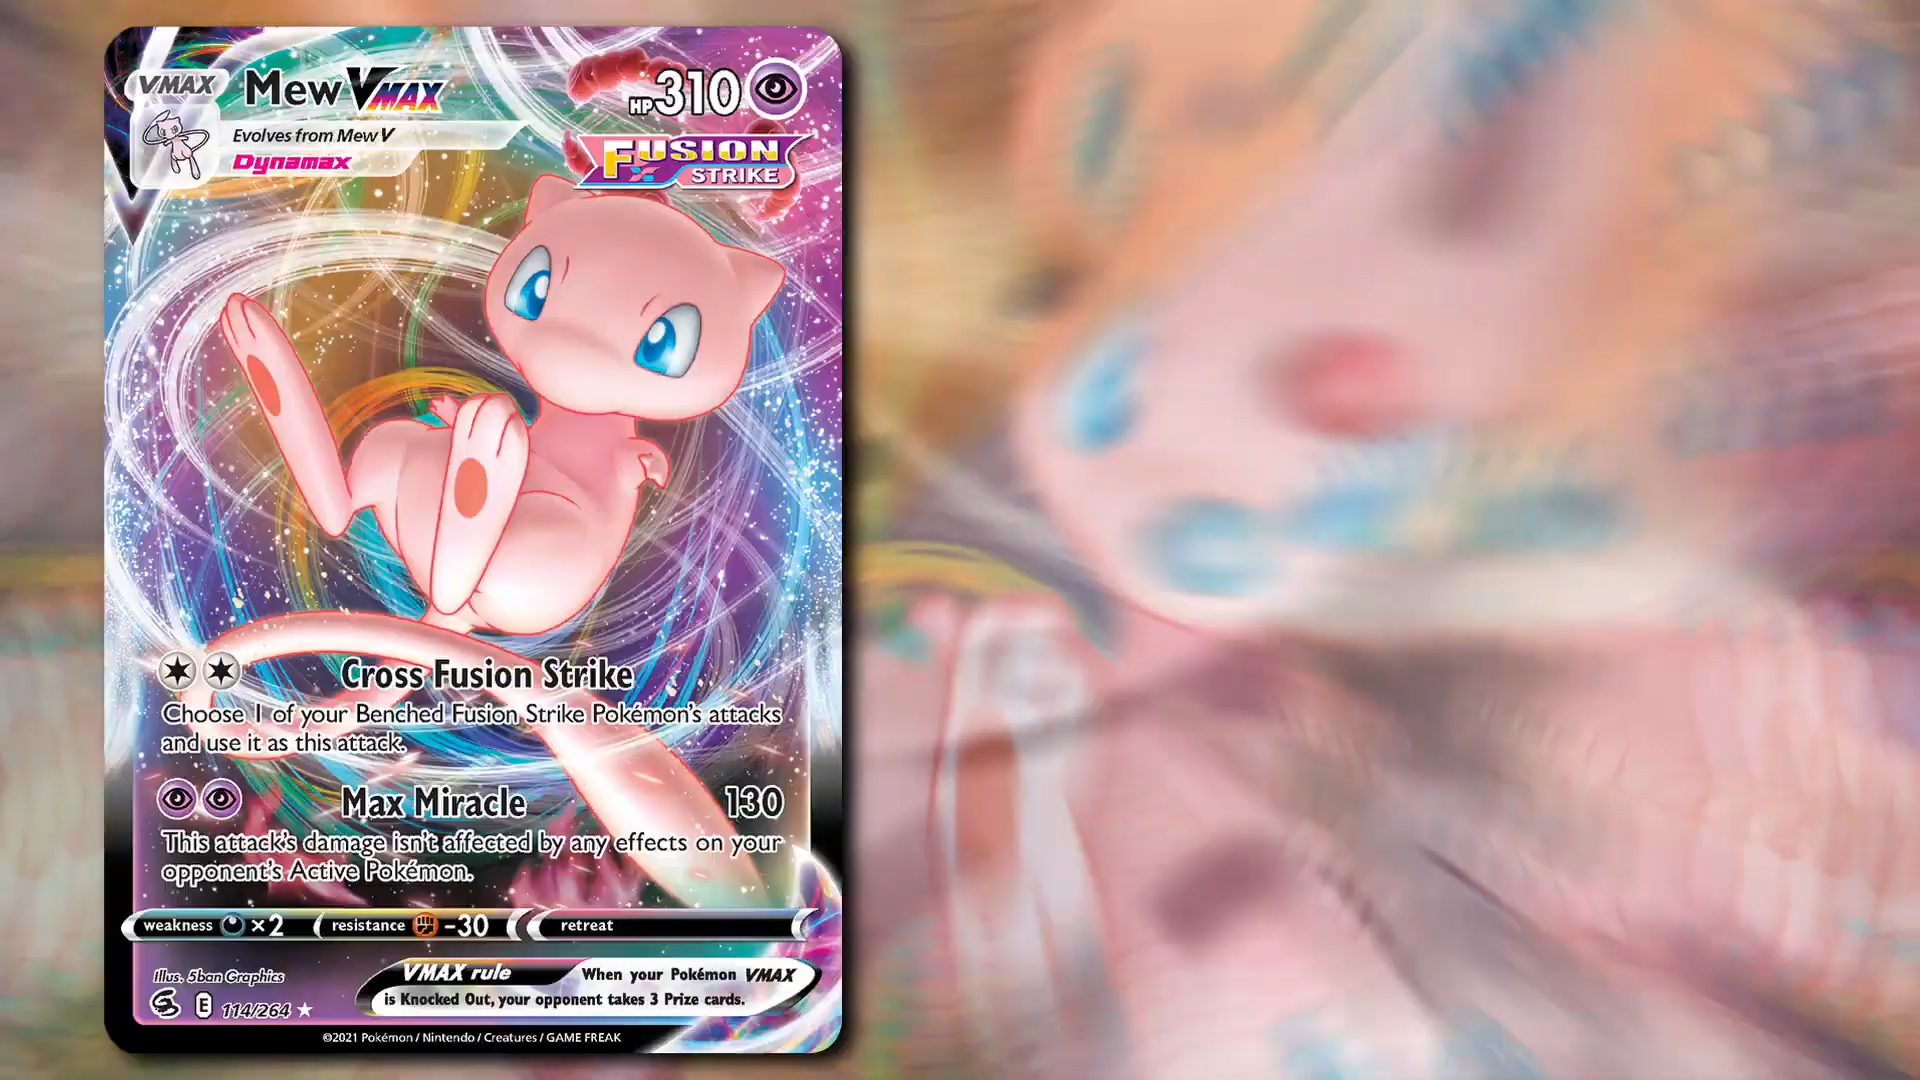 VMAX Mew VMAX HP 310
Evolves from Mew V
Dynamax
FUSION
STRIKE
Cross Fusion Strike
Choose 1 of your Benched Fusion Strike Pokémon's attacks
and use it as this attack.
Max Miracle 130
This attack's damage isn't affected by any effects on your
opponent's Active Pokémon.
weakness ×2 resistance -30 retreat
Illus. 5ban Graphics
VMAX rule When your Pokémon VMAX
is Knocked Out, your opponent takes 3 Prize cards.
E 114/264
©2021 Pokémon / Nintendo / Creatures / GAME FREAK